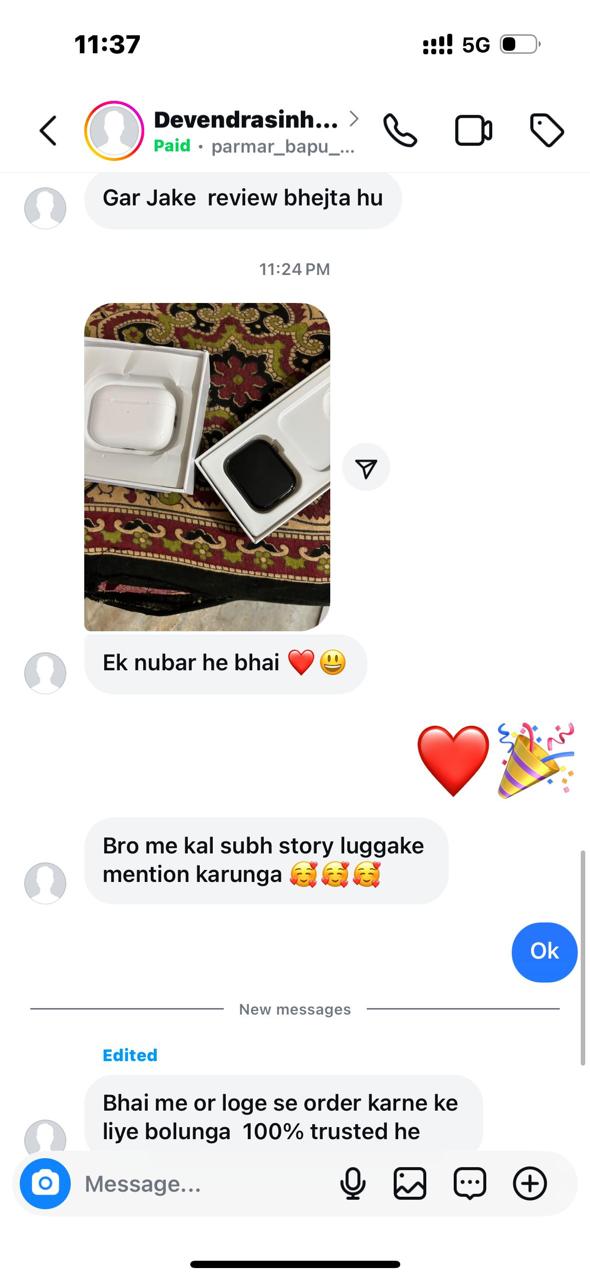 11:37
5G
Devendrasinh...
Paid · parmar_bapu_...
Gar Jake  review bhejta hu
11:24 PM
Ek nubar he bhai ❤️😃
❤️🎉
Bro me kal subh story luggake
mention karunga 🥰🥰🥰
Ok
New messages
Edited
Bhai me or loge se order karne ke
liye bolunga  100% trusted he
Message...